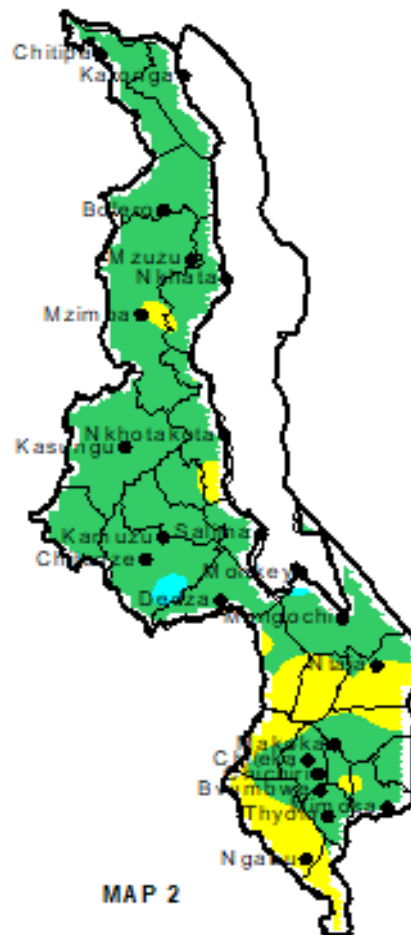 Chitipa
Karonga
Bolero
Mzuzu
Nkhata
Mzimba
Nkhotakota
Kasungu
Kamuzu
Salima
Chitedze
Monkey
Dedza
Mangochi
Ntaja
Makoka
Chileka
Chichiri
Bvumbwe
Mimosa
Thyolo
Ngabu
MAP 2